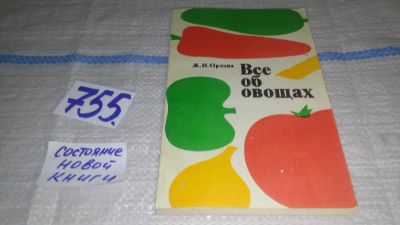 755.
СОСТОЯНИЕ
НОВОЙ
КНИГИ
Ж.И.Орлова
Все
об
овощах